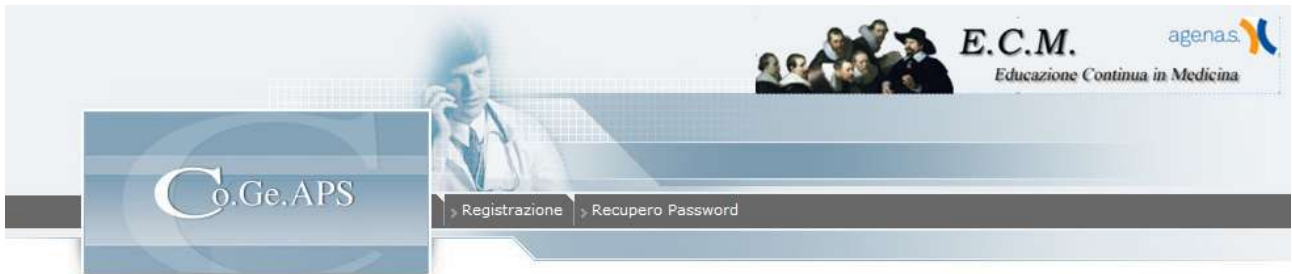 E.C.M.
agenas.
Educazione Continua in Medicina
Co.Ge.APS
Registrazione
Recupero Password